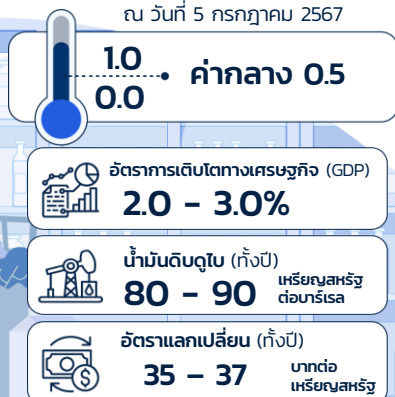 ณ วันที่ 5 กรกฎาคม 2567
1.0
ค่ากลาง 0.5
0.0
อัตราการเติบโตทางเศรษฐกิจ (GDP)
2.0 - 3.0%
น้ำมันดิบดูไบ (ทั้งปี)
80 - 90 เหรียญสหรัฐ
ต่อบาร์เรล
อัตราแลกเปลี่ยน (ทั้งปี)
35 – 37 บาทต่อ
เหรียญสหรัฐ
$